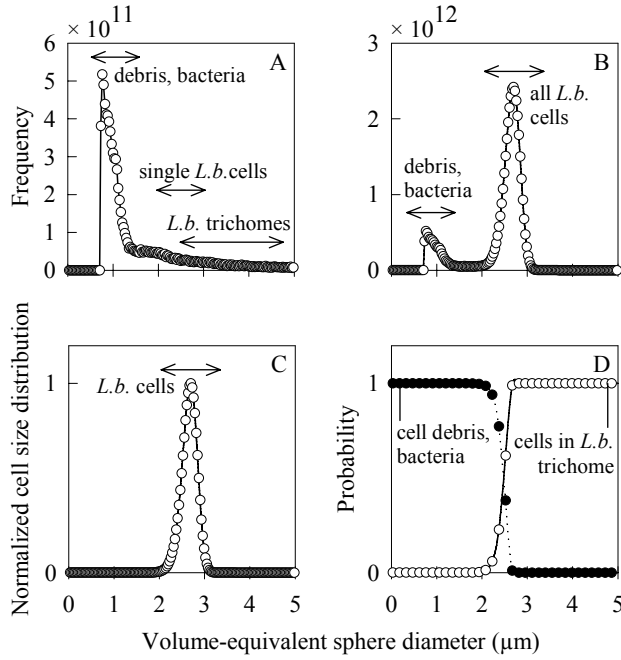 × 10^11
6
5
4
3
2
1
0
Frequency
A
debris, bacteria
single L.b.cells
L.b. trichomes
× 10^12
3
2
1
0
B
all L.b.
cells
debris,
bacteria
Normalized cell size distribution
1
0
C
L.b. cells
0 1 2 3 4 5
Probability
1
0
D
cell debris,
bacteria
cells in L.b.
trichome
0 1 2 3 4 5
Volume-equivalent sphere diameter (µm)